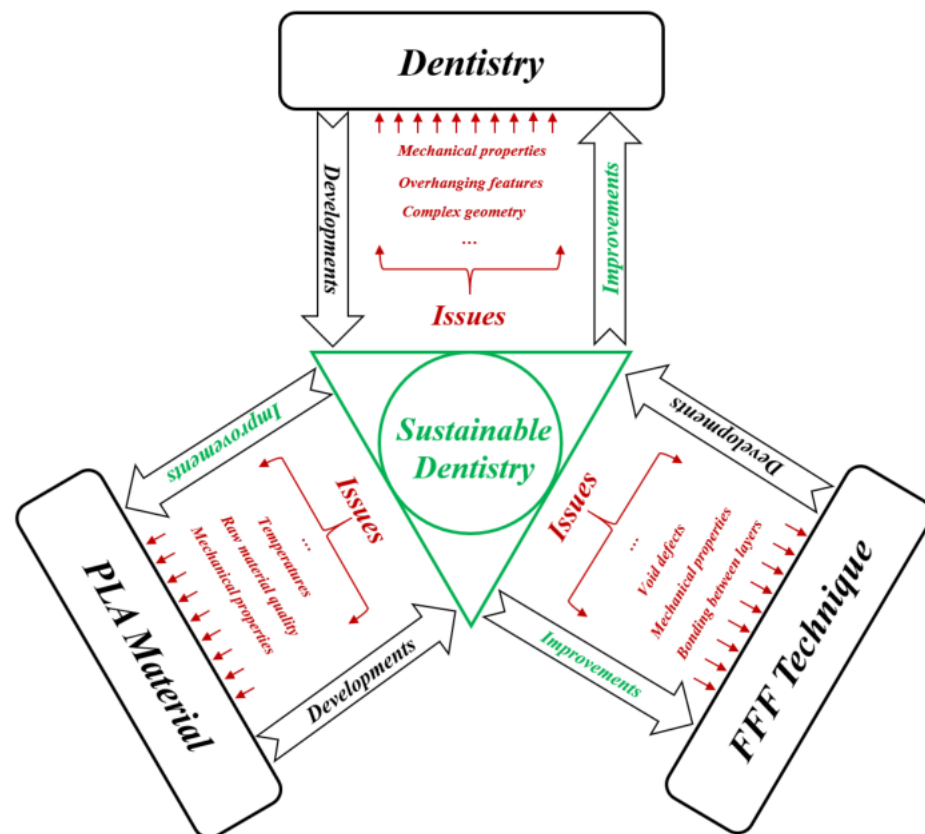 Dentistry
Developments
Mechanical properties
Overhanging features
Complex geometry
...
Issues
Improvements
Sustainable
Dentistry
Improvements
Issues
...
Temperatures
Raw material quality
Mechanical properties
PLA Material
Developments
Developments
Issues
...
Void defects
Mechanical properties
Bonding between layers
FFF Technique
Improvements